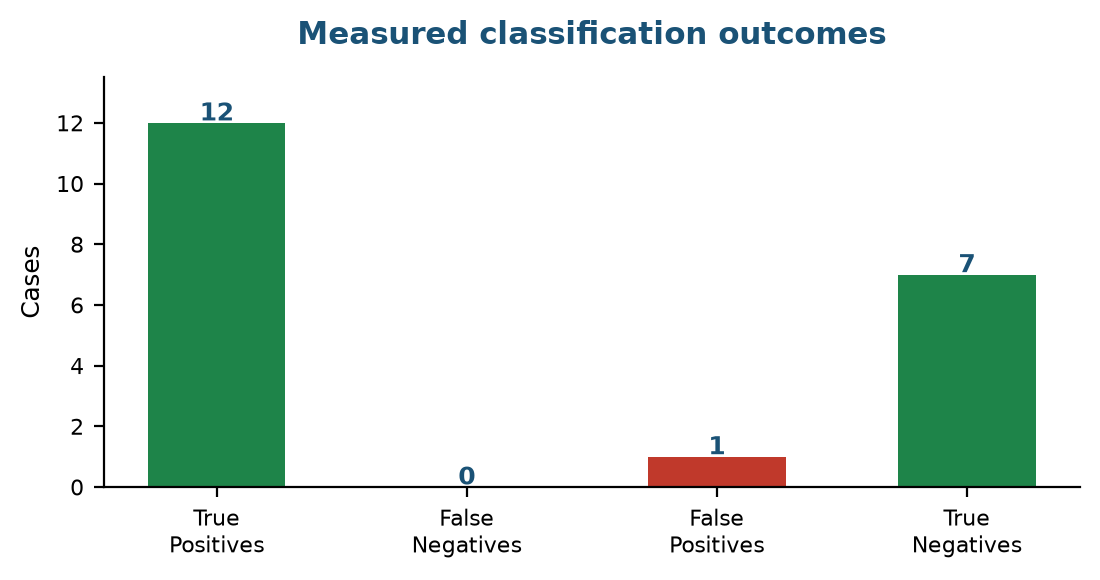 Measured classification outcomes
12
10
8
6
4
2
0
Cases
12
0
1
7
True
Positives
False
Negatives
False
Positives
True
Negatives